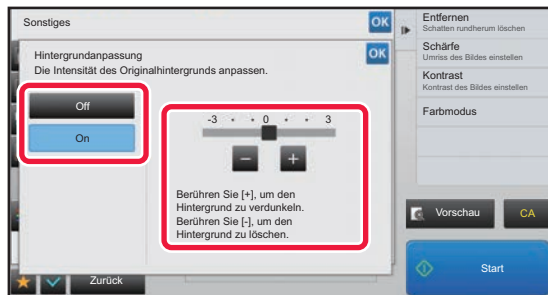 Sonstiges
OK
Hintergrundanpassung
Die Intensität des Originalhintergrunds anpassen.
OK
Off
On
-3 • • 0 • • 3
− +
Berühren Sie [+], um den
Hintergrund zu verdunkeln.
Berühren Sie [-], um den
Hintergrund zu löschen.
Zurück
Entfernen
Schatten rundherum löschen
Schärfe
Umriss des Bildes einstellen
Kontrast
Kontrast des Bildes einstellen
Farbmodus
Vorschau
CA
Start